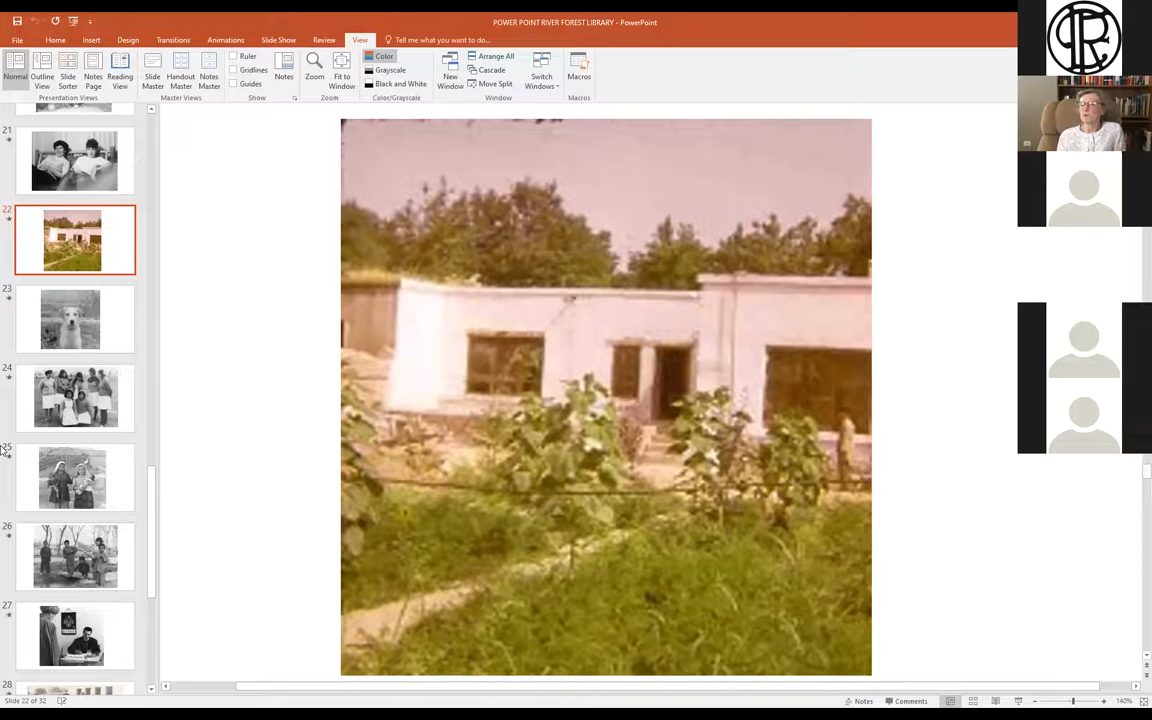 POWER POINT RIVER FOREST LIBRARY - PowerPoint
File Home Insert Design Transitions Animations Slide Show Review View Tell me what you want to do...
Normal Outline View Slide Sorter Notes Page Reading View
Presentation Views
Slide Master Handout Master Notes Master
Master Views
Ruler
Gridlines
Guides
Show
Notes
Zoom Fit to Window
Zoom
Color
Grayscale
Black and White
Color/Grayscale
New Window
Arrange All
Cascade
Move Split
Switch Windows
Window
Macros
Macros
21
22
23
24
25
26
27
28
Slide 22 of 32
Notes Comments 140%